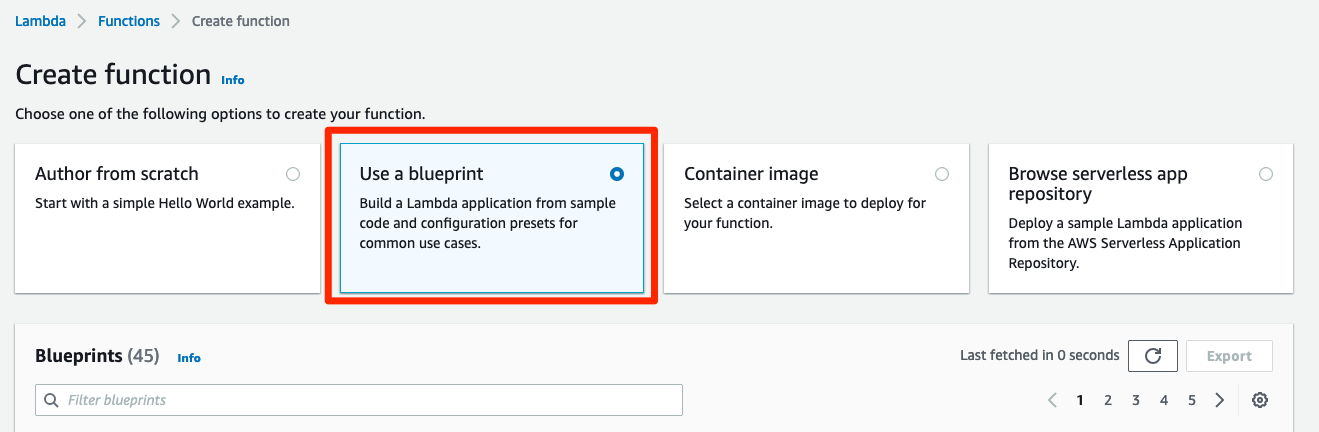 Lambda > Functions > Create function
Create function Info
Choose one of the following options to create your function.
Author from scratch
Start with a simple Hello World example.
Use a blueprint
Build a Lambda application from sample
code and configuration presets for
common use cases.
Container image
Select a container image to deploy for
your function.
Browse serverless app
repository
Deploy a sample Lambda application
from the AWS Serverless Application
Repository.
Blueprints (45) Info
Last fetched in 0 seconds
Export
Filter blueprints
1 2 3 4 5